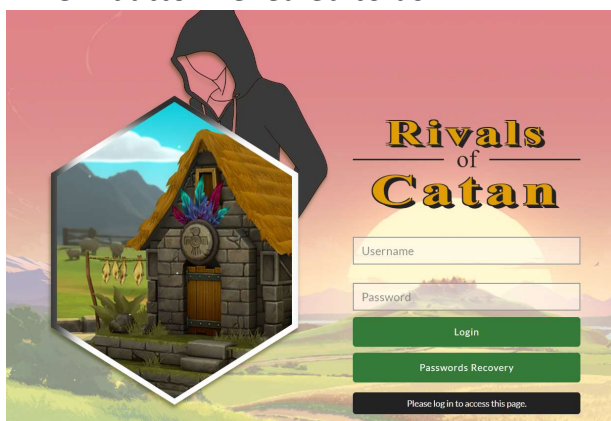 Rivals
of
Catan
Username
Password
Login
Passwords Recovery
Please log in to access this page.